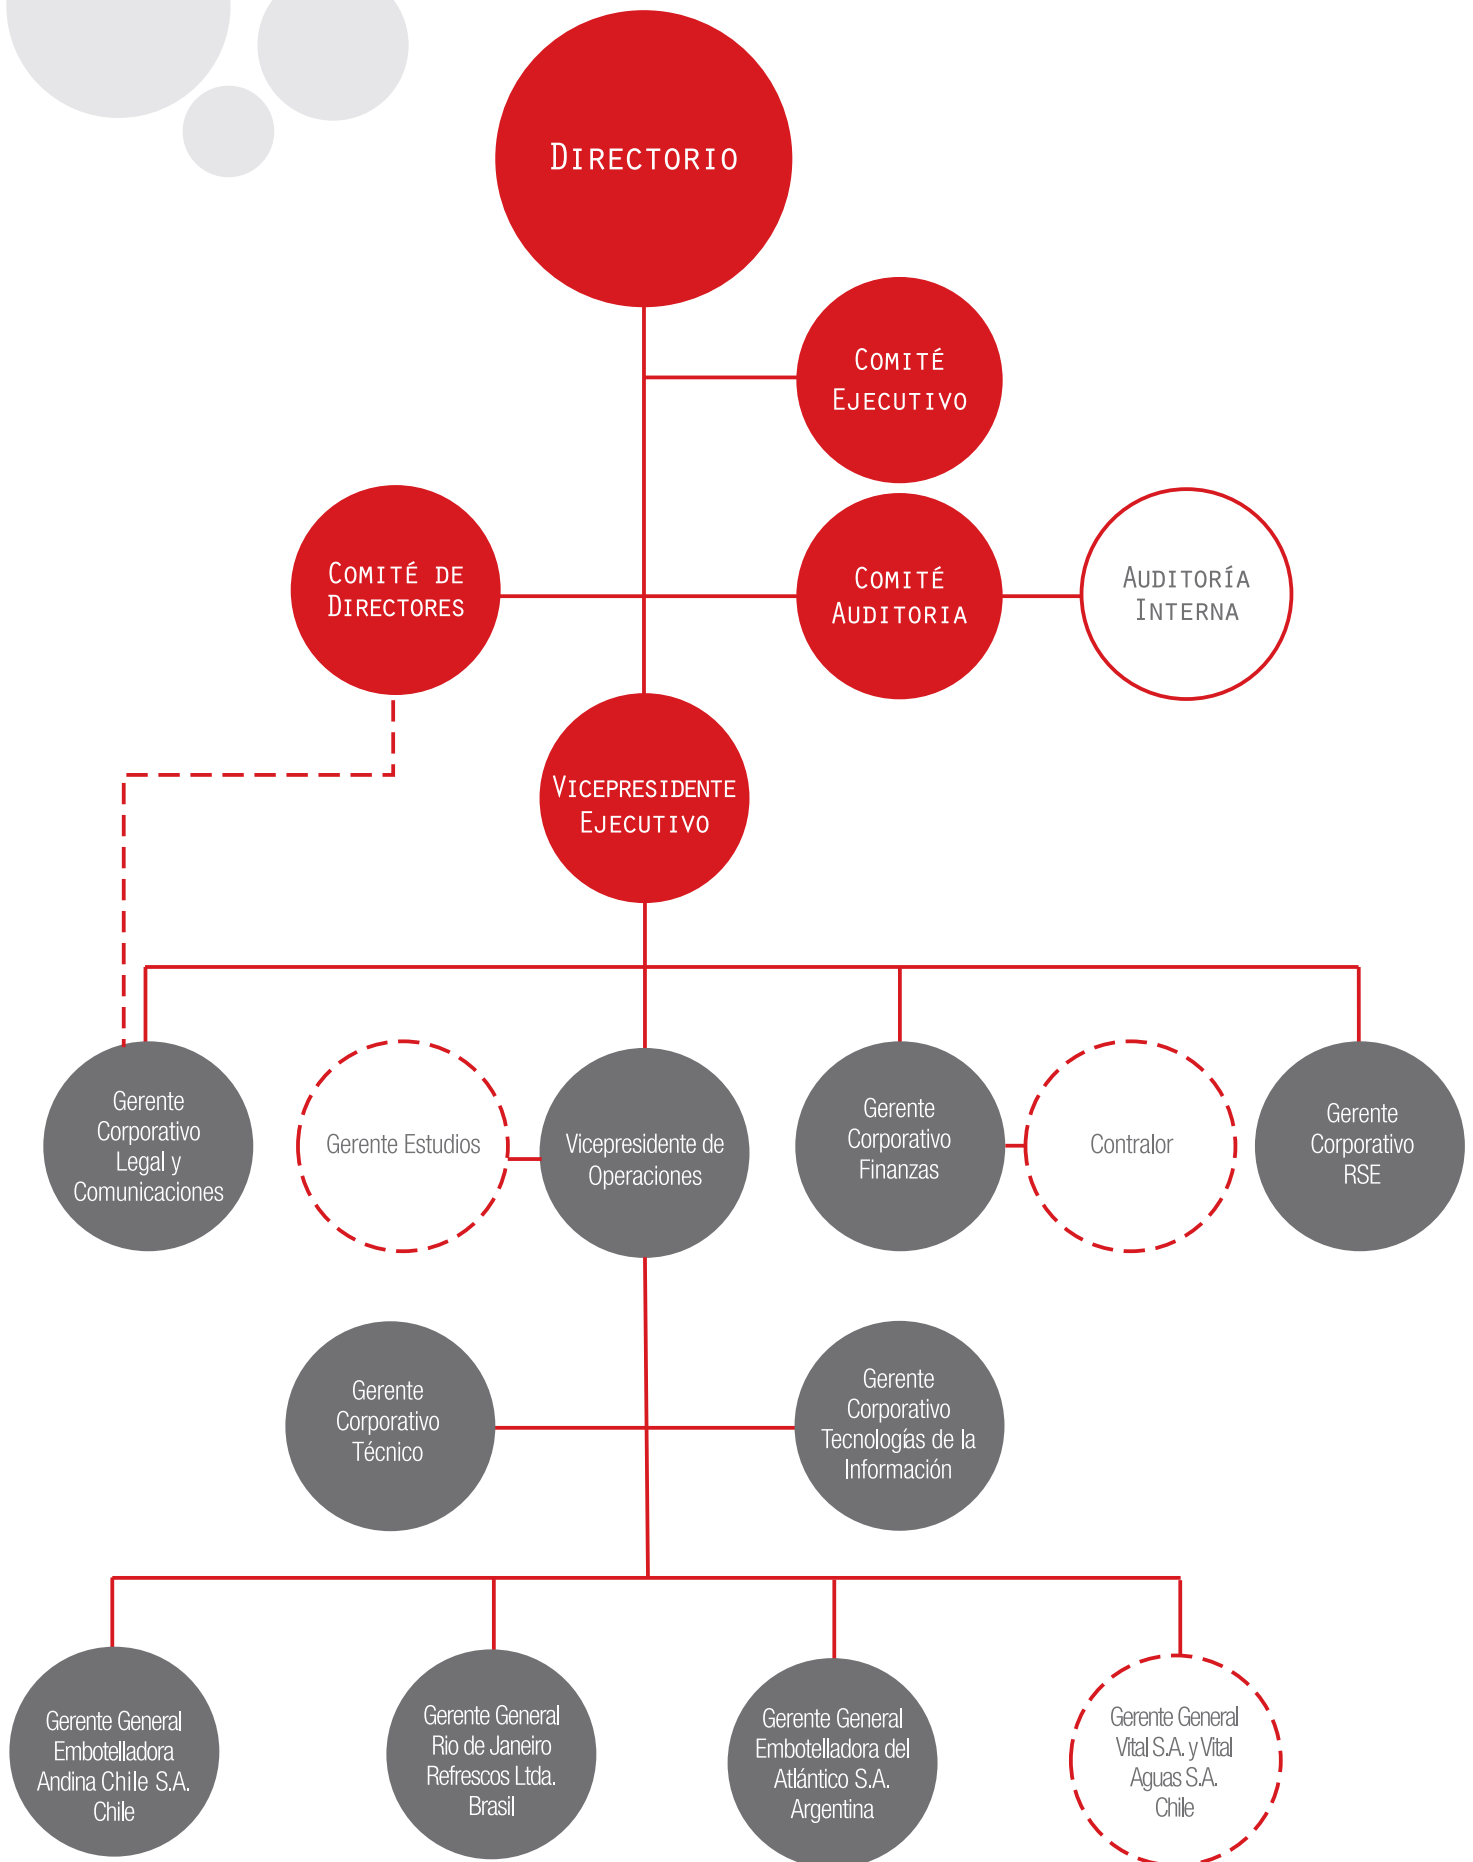 DIRECTORIO
COMITÉ
EJECUTIVO
COMITÉ DE
DIRECTORES
COMITÉ
AUDITORIA
AUDITORÍA
INTERNA
VICEPRESIDENTE
EJECUTIVO
Gerente
Corporativo
Legal y
Comunicaciones
Gerente Estudios
Vicepresidente de
Operaciones
Gerente
Corporativo
Finanzas
Contralor
Gerente
Corporativo
RSE
Gerente
Corporativo
Técnico
Gerente
Corporativo
Tecnologías de la
Información
Gerente General
Embotelladora
Andina Chile S.A.
Chile
Gerente General
Rio de Janeiro
Refrescos Ltda.
Brasil
Gerente General
Embotelladora del
Atlántico S.A.
Argentina
Gerente General
Vital S.A. y Vital
Aguas S.A.
Chile